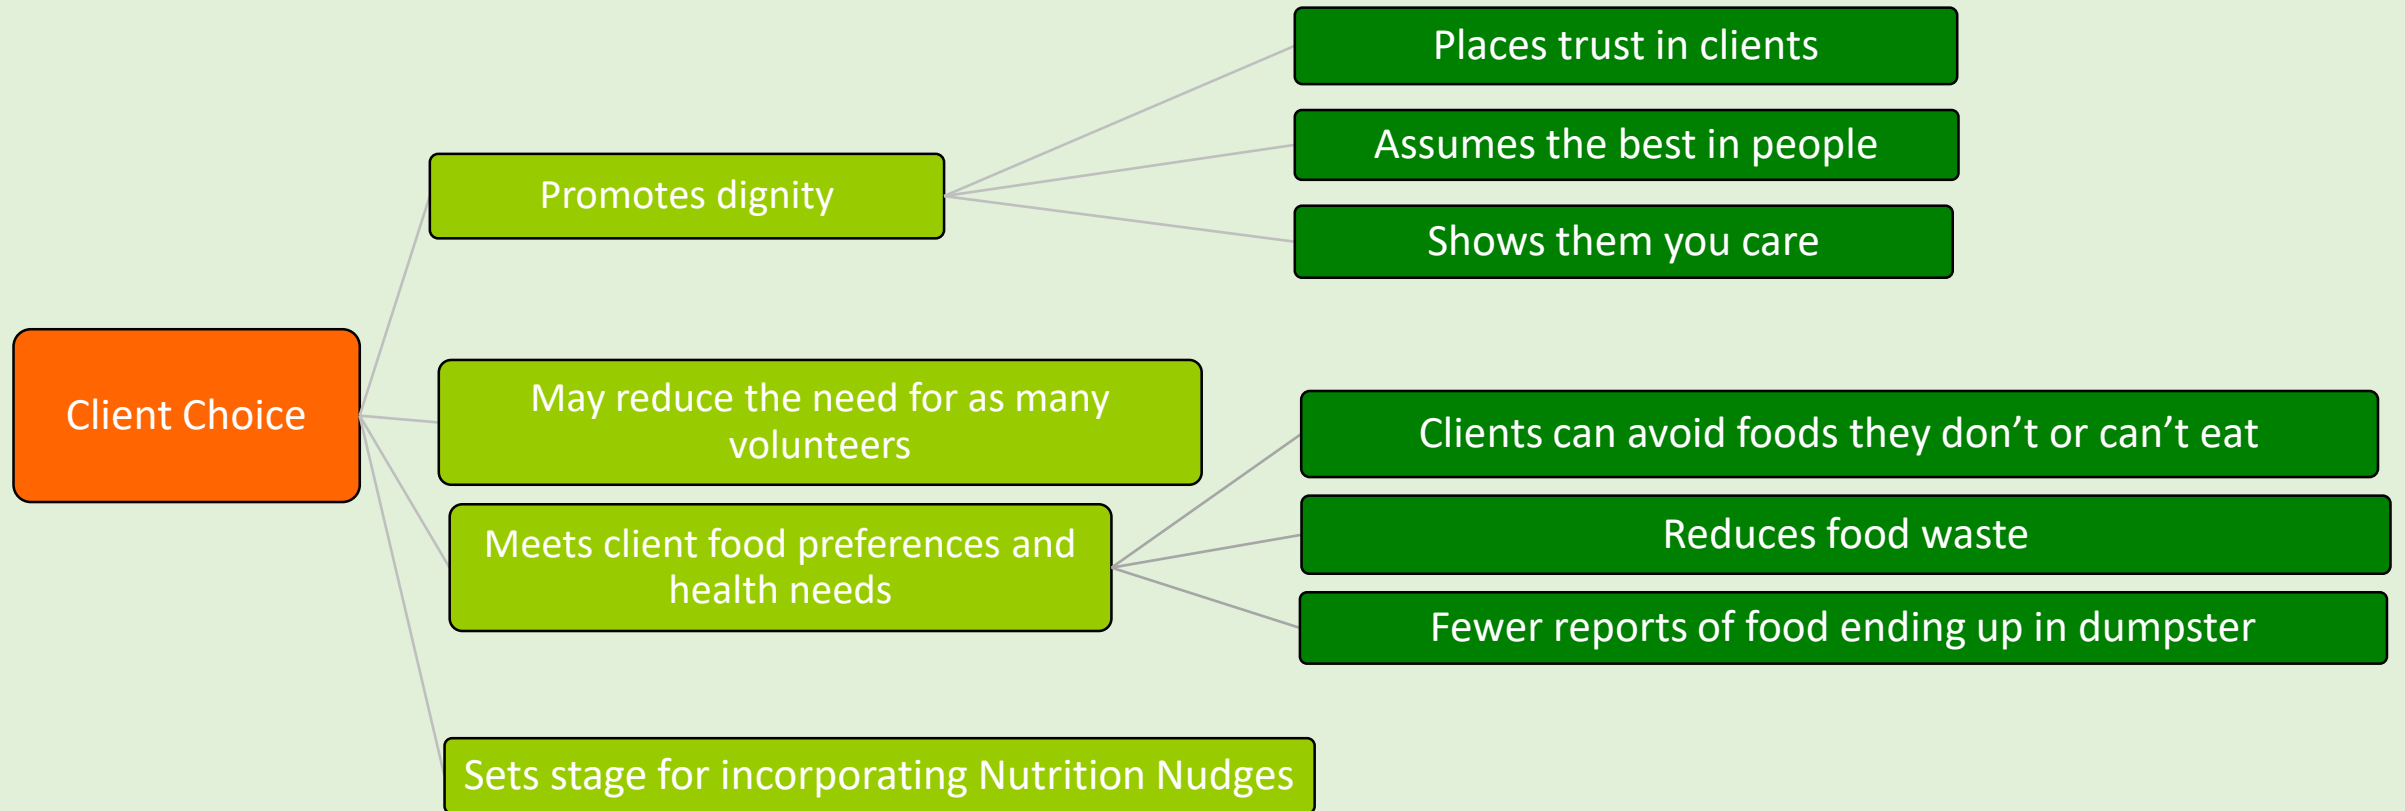 Client Choice
Promotes dignity
Places trust in clients
Assumes the best in people
Shows them you care
May reduce the need for as many
volunteers
Meets client food preferences and
health needs
Clients can avoid foods they don’t or can’t eat
Reduces food waste
Fewer reports of food ending up in dumpster
Sets stage for incorporating Nutrition Nudges